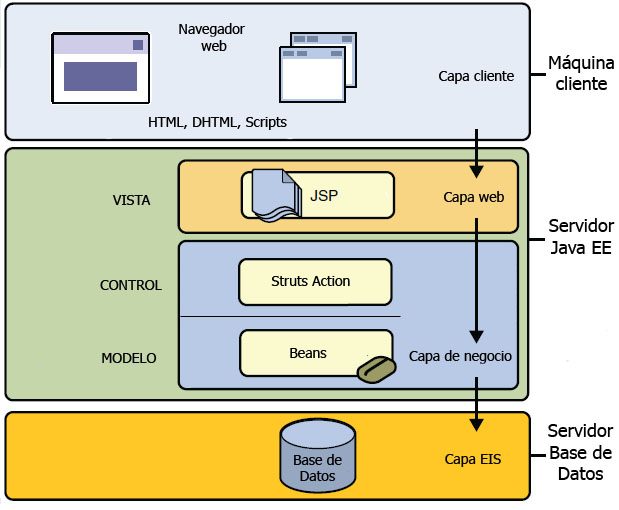 Navegador
web
Capa cliente
HTML, DHTML, Scripts
Máquina
cliente
VISTA
JSP
Capa web
Servidor
Java EE
CONTROL
Struts Action
MODELO
Beans
Capa de negocio
Base de
Datos
Capa EIS
Servidor
Base de
Datos